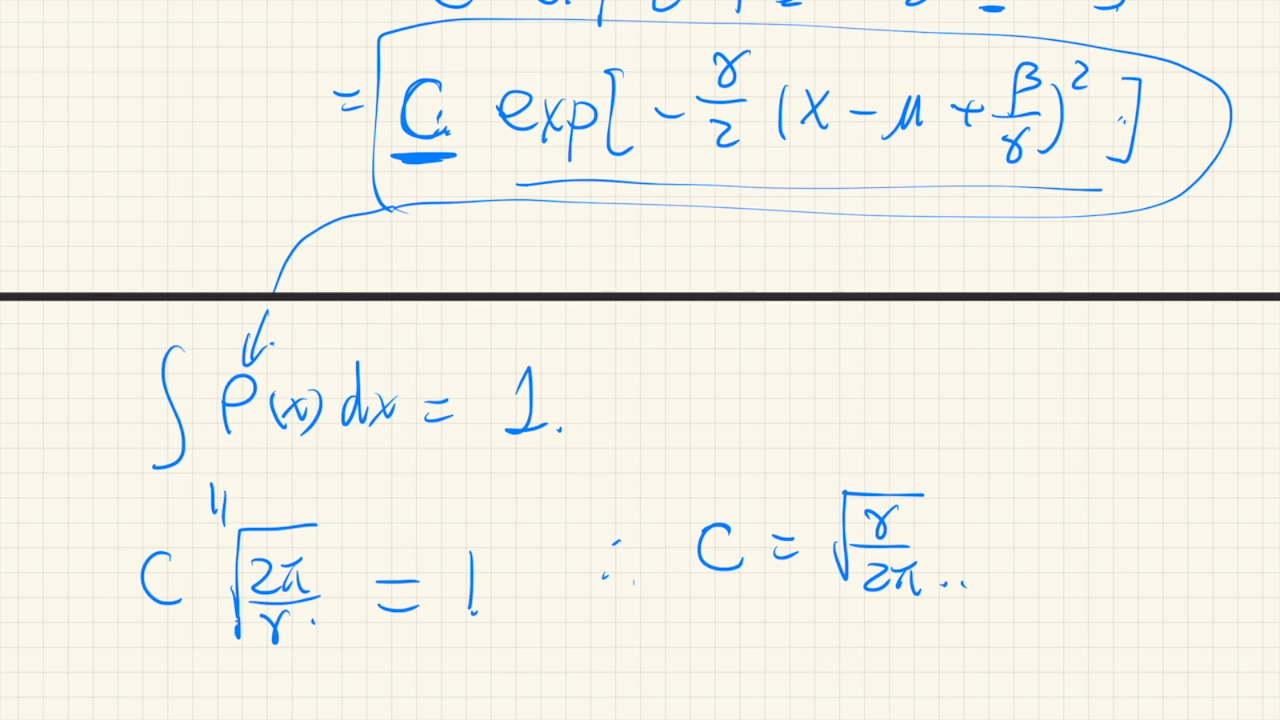 = C exp[ - γ/2 (x - μ + β/γ)² ]
∫ ρ(x) dx = 1.
C √(2π/γ) = 1. ∴ C = √(γ/2π)